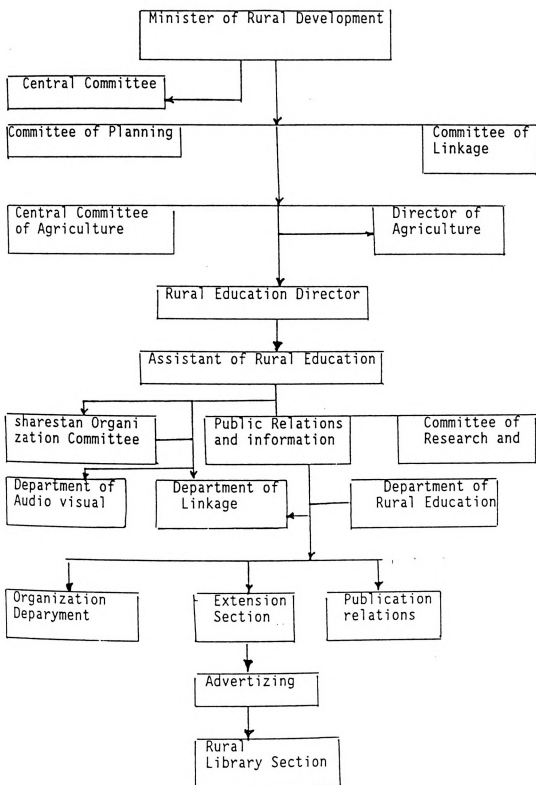 Minister of Rural Development
Central Committee
Committee of Planning
Committee of
Linkage
Central Committee
of Agriculture
Director of
Agriculture
Rural Education Director
Assistant of Rural Education
sharestan Organi
zation Committee
Public Relations
and information
Committee of
Research and
Department of
Audio visual
Department of
Linkage
Department of
Rural Education
Organization
Deparyment
Extension
Section
Publication
relations
Advertizing
Rural
Library Section